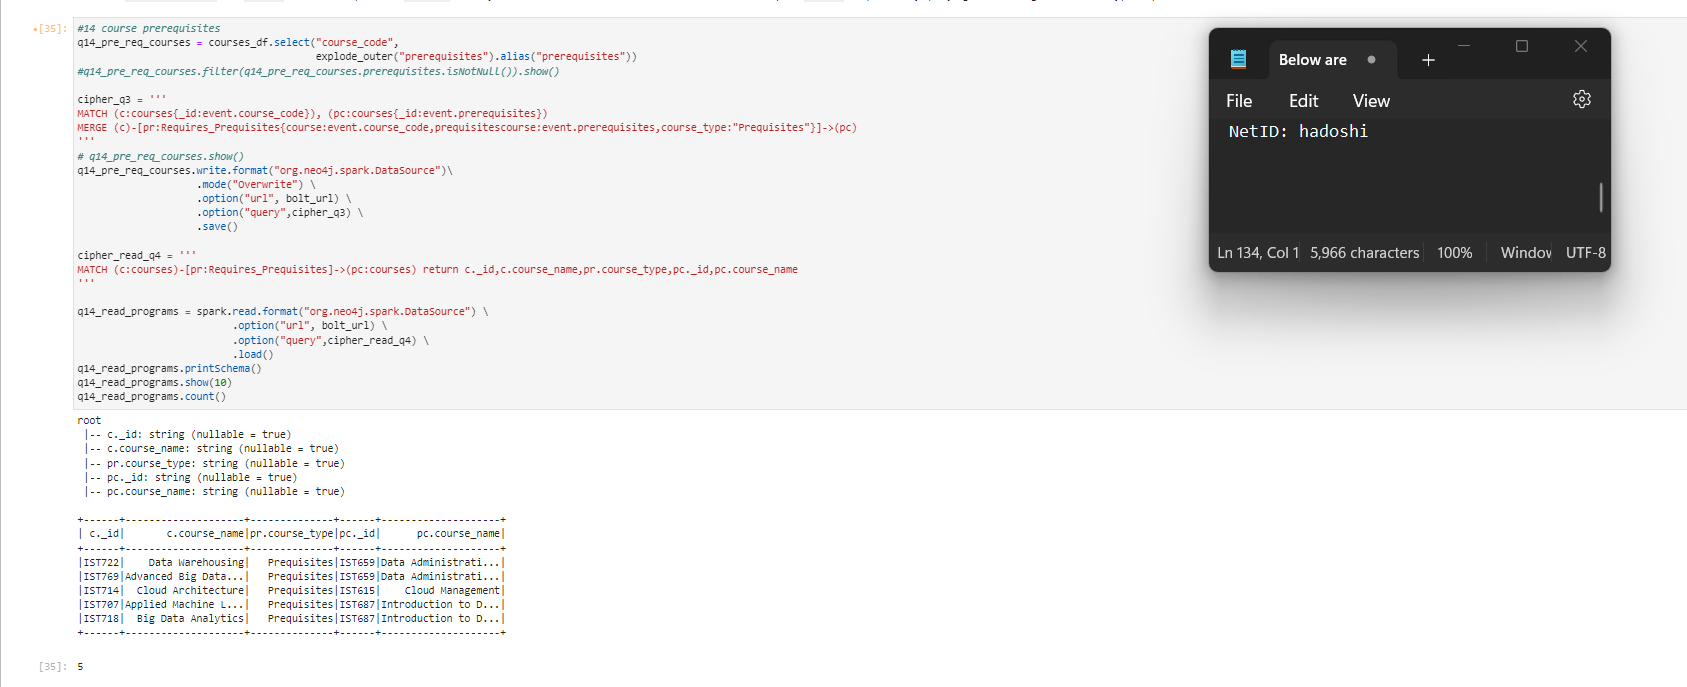 [35]:
#14 course prerequisites
q14_pre_req_courses = courses_df.select("course_code",
explode_outer("prerequisites").alias("prerequisites"))
#q14_pre_req_courses.filter(q14_pre_req_courses.prerequisites.isNotNull()).show()
cipher_q3 = '''
MATCH (c:courses{_id:event.course_code}), (pc:courses{_id:event.prerequisites})
MERGE (c)-[pr:Requires_Prequisites{course:event.course_code,prequisitescourse:event.prerequisites,course_type:"Prequisites"}]->(pc)
'''
# q14_pre_req_courses.show()
q14_pre_req_courses.write.format("org.neo4j.spark.DataSource")\
.mode("Overwrite") \
.option("url", bolt_url) \
.option("query",cipher_q3) \
.save()
cipher_read_q4 = '''
MATCH (c:courses)-[pr:Requires_Prequisites]->(pc:courses) return c._id,c.course_name,pr.course_type,pc._id,pc.course_name
'''
q14_read_programs = spark.read.format("org.neo4j.spark.DataSource") \
.option("url", bolt_url) \
.option("query",cipher_read_q4) \
.load()
q14_read_programs.printSchema()
q14_read_programs.show(10)
q14_read_programs.count()
root
|-- c._id: string (nullable = true)
|-- c.course_name: string (nullable = true)
|-- pr.course_type: string (nullable = true)
|-- pc._id: string (nullable = true)
|-- pc.course_name: string (nullable = true)
+------+--------------------+--------------+------+--------------------+
| c._id|       c.course_name|pr.course_type|pc._id|      pc.course_name|
+------+--------------------+--------------+------+--------------------+
|IST722|    Data Warehousing|   Prequisites|IST659|Data Administrati...|
|IST769|Advanced Big Data...|   Prequisites|IST659|Data Administrati...|
|IST714|  Cloud Architecture|   Prequisites|IST615|    Cloud Management|
|IST707|Applied Machine L...|   Prequisites|IST687|Introduction to D...|
|IST718|  Big Data Analytics|   Prequisites|IST687|Introduction to D...|
+------+--------------------+--------------+------+--------------------+
[35]: 5
Below are
File Edit View
NetID: hadoshi
Ln 134, Col 1 5,966 characters 100% Window UTF-8